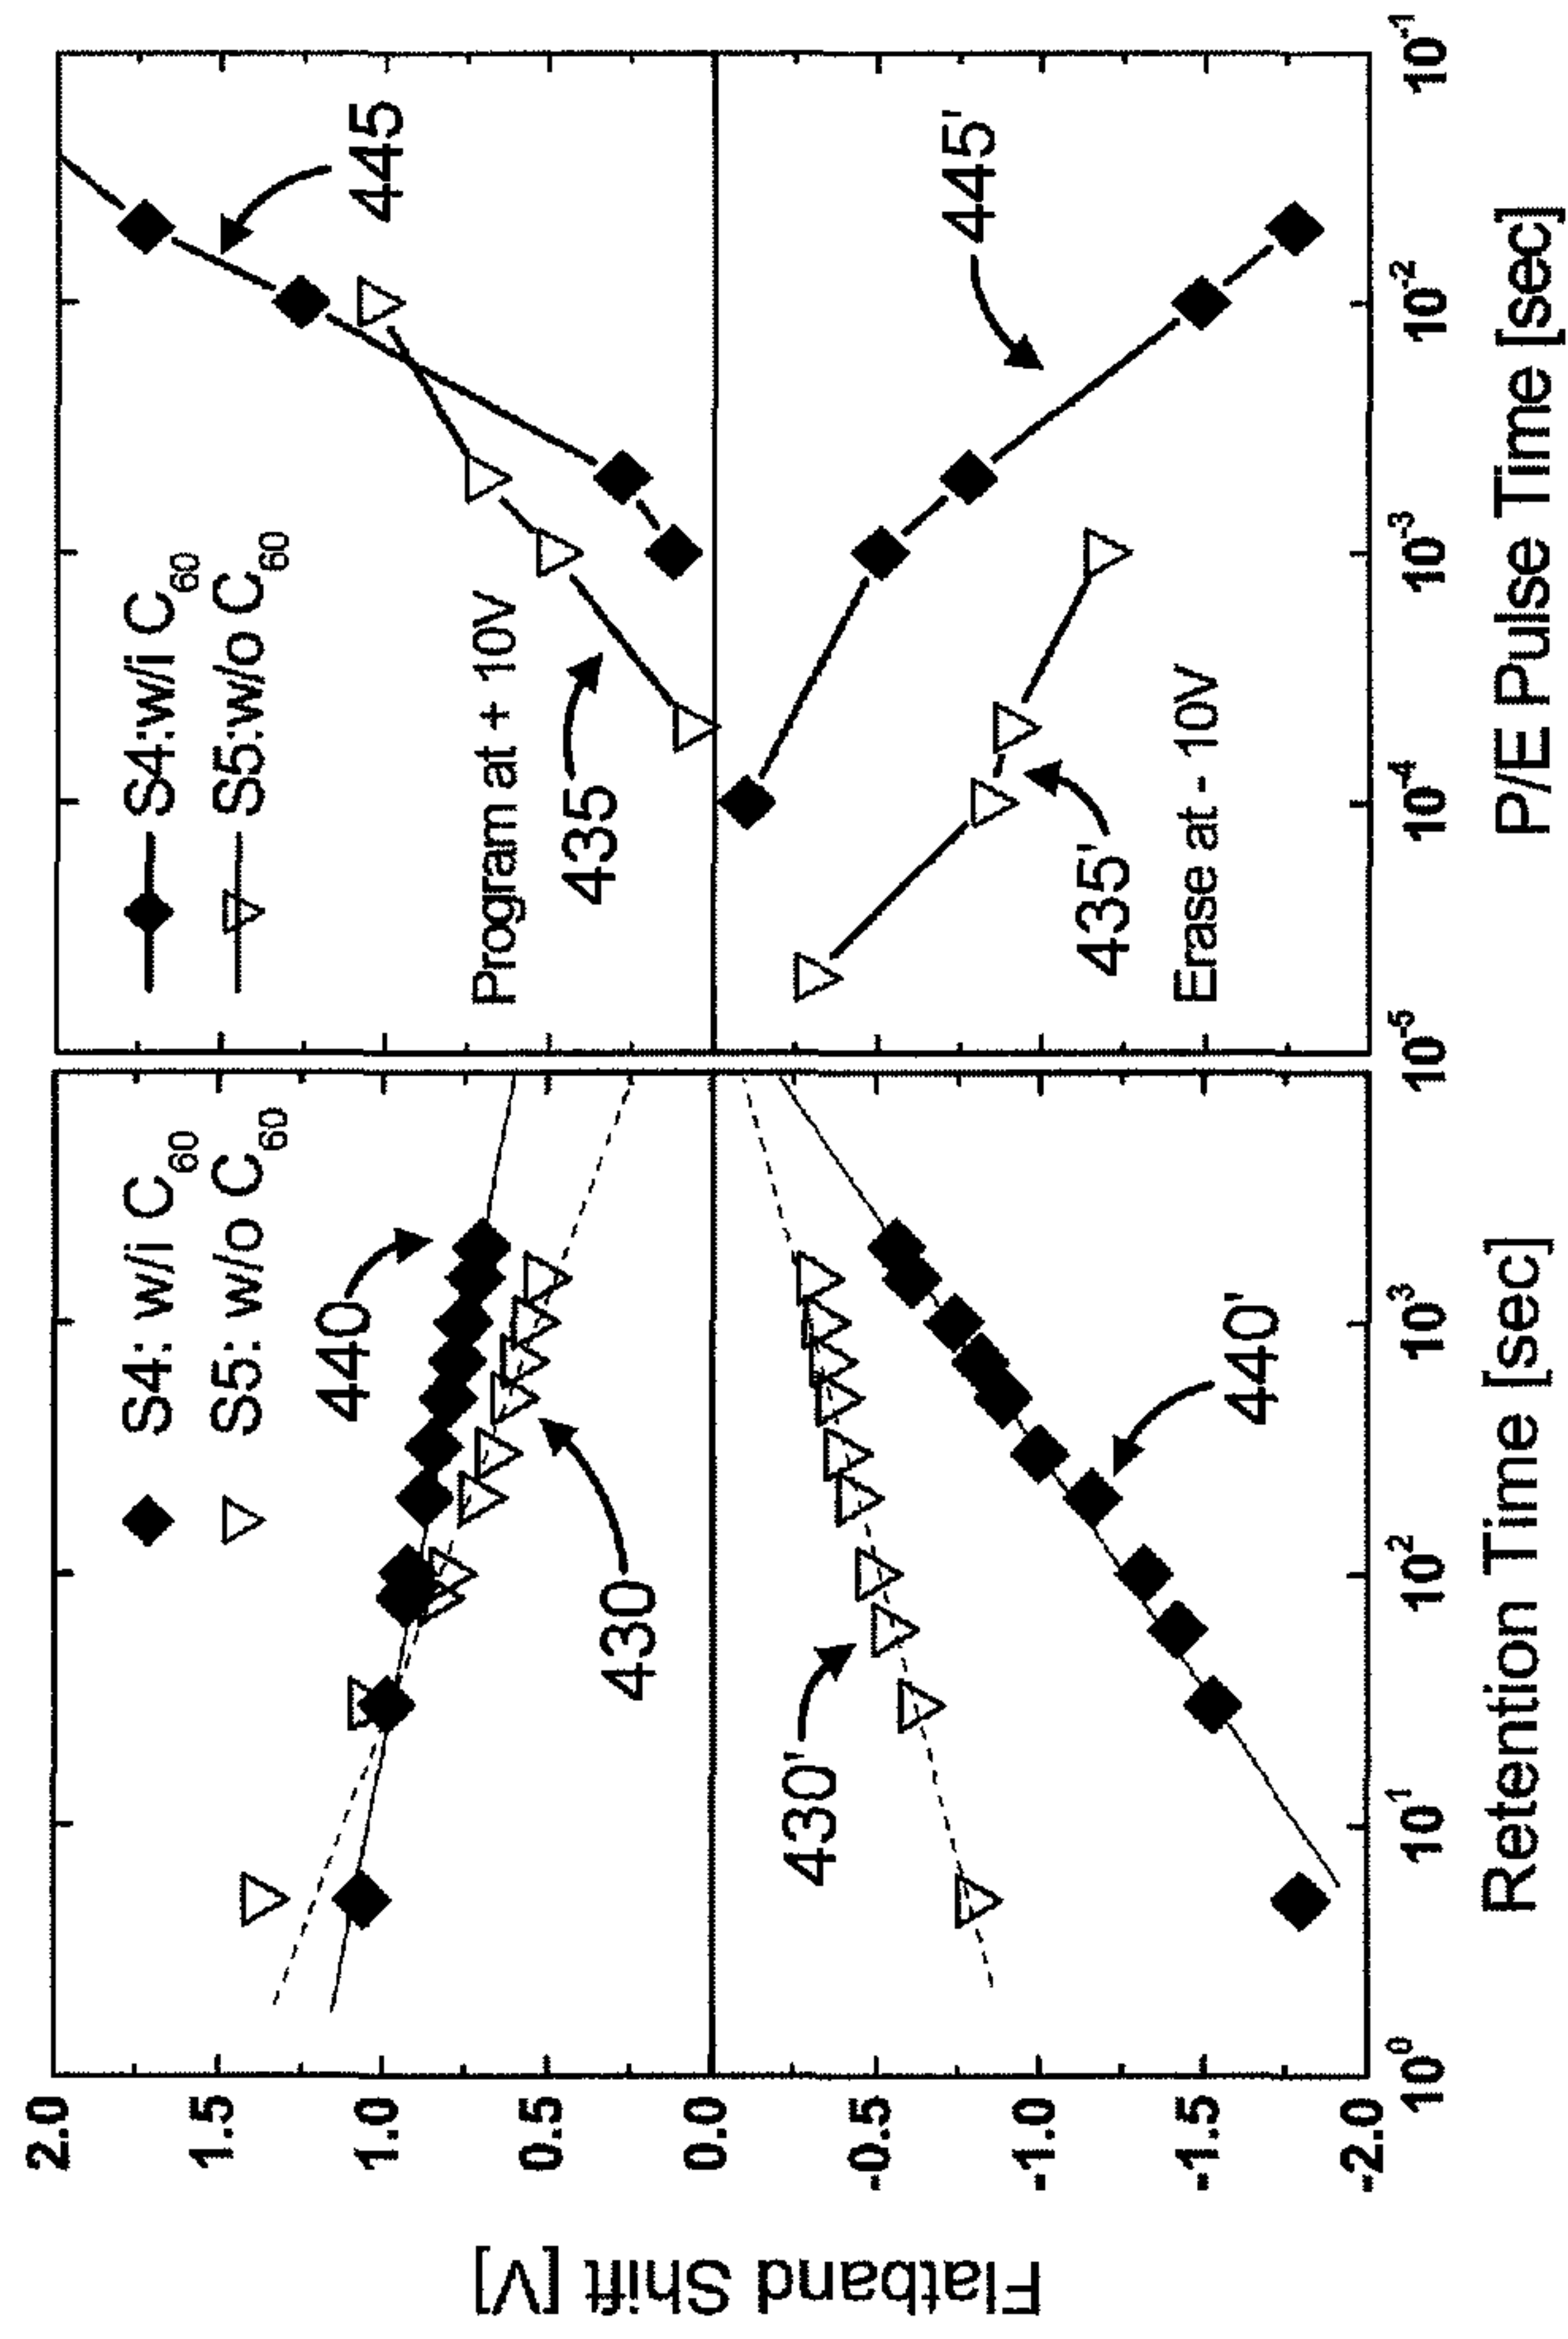 Flatband Shift [V]
2.0
1.5
1.0
0.5
0.0
-0.5
-1.0
-1.5
-2.0
S4: w/i C60
S5: w/o C60
440
430
430'
440'
10^0
10^1
10^2
10^3
Retention Time [sec]
S4:w/i C60
S5:w/o C60
Program at + 10V
445
435
445'
435'
Erase at - 10V
10^-5
10^-4
10^-3
10^-2
10^-1
P/E Pulse Time [sec]